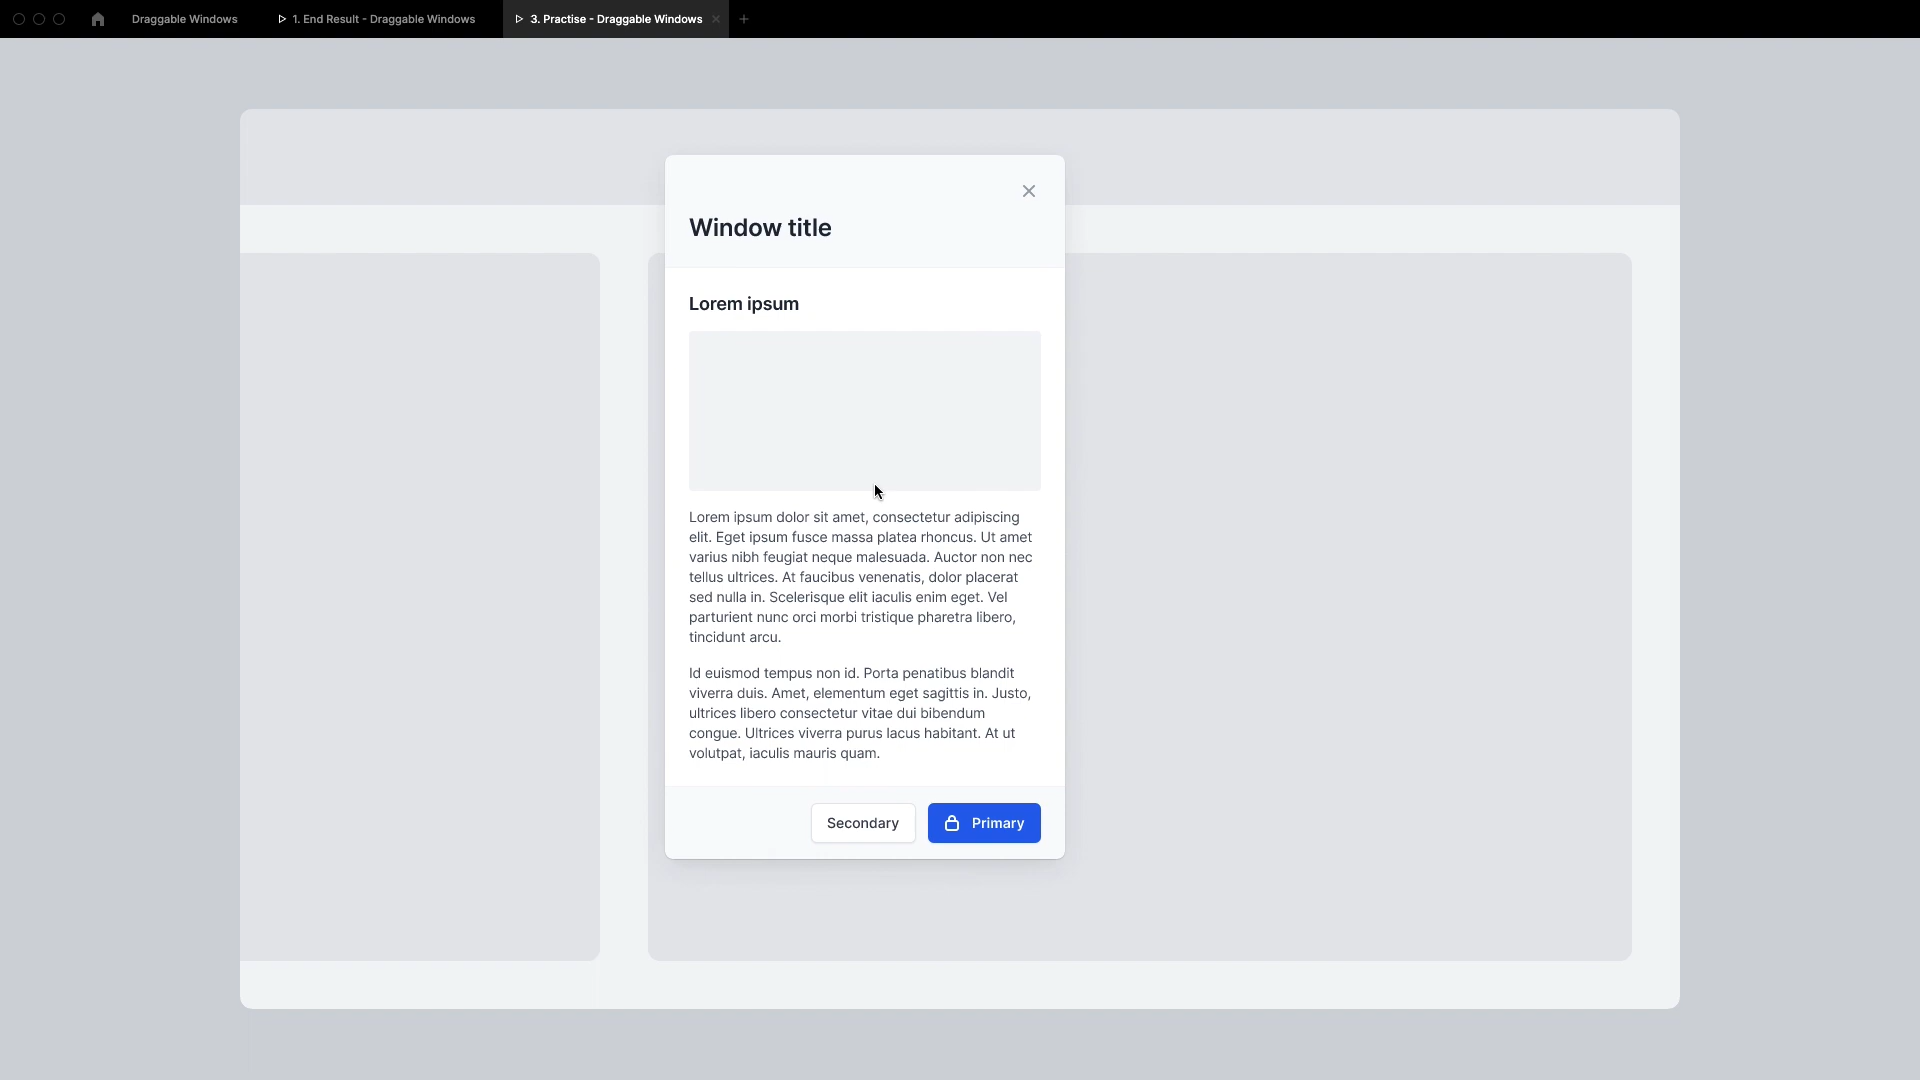 Draggable Windows
1. End Result - Draggable Windows
3. Practise - Draggable Windows
Window title
Lorem ipsum
Lorem ipsum dolor sit amet, consectetur adipiscing
elit. Eget ipsum fusce massa platea rhoncus. Ut amet
varius nibh feugiat neque malesuada. Auctor non nec
tellus ultrices. At faucibus venenatis, dolor placerat
sed nulla in. Scelerisque elit iaculis enim eget. Vel
parturient nunc orci morbi tristique pharetra libero,
tincidunt arcu.
Id euismod tempus non id. Porta penatibus blandit
viverra duis. Amet, elementum eget sagittis in. Justo,
ultrices libero consectetur vitae dui bibendum
congue. Ultrices viverra purus lacus habitant. At ut
volutpat, iaculis mauris quam.
Secondary
Primary